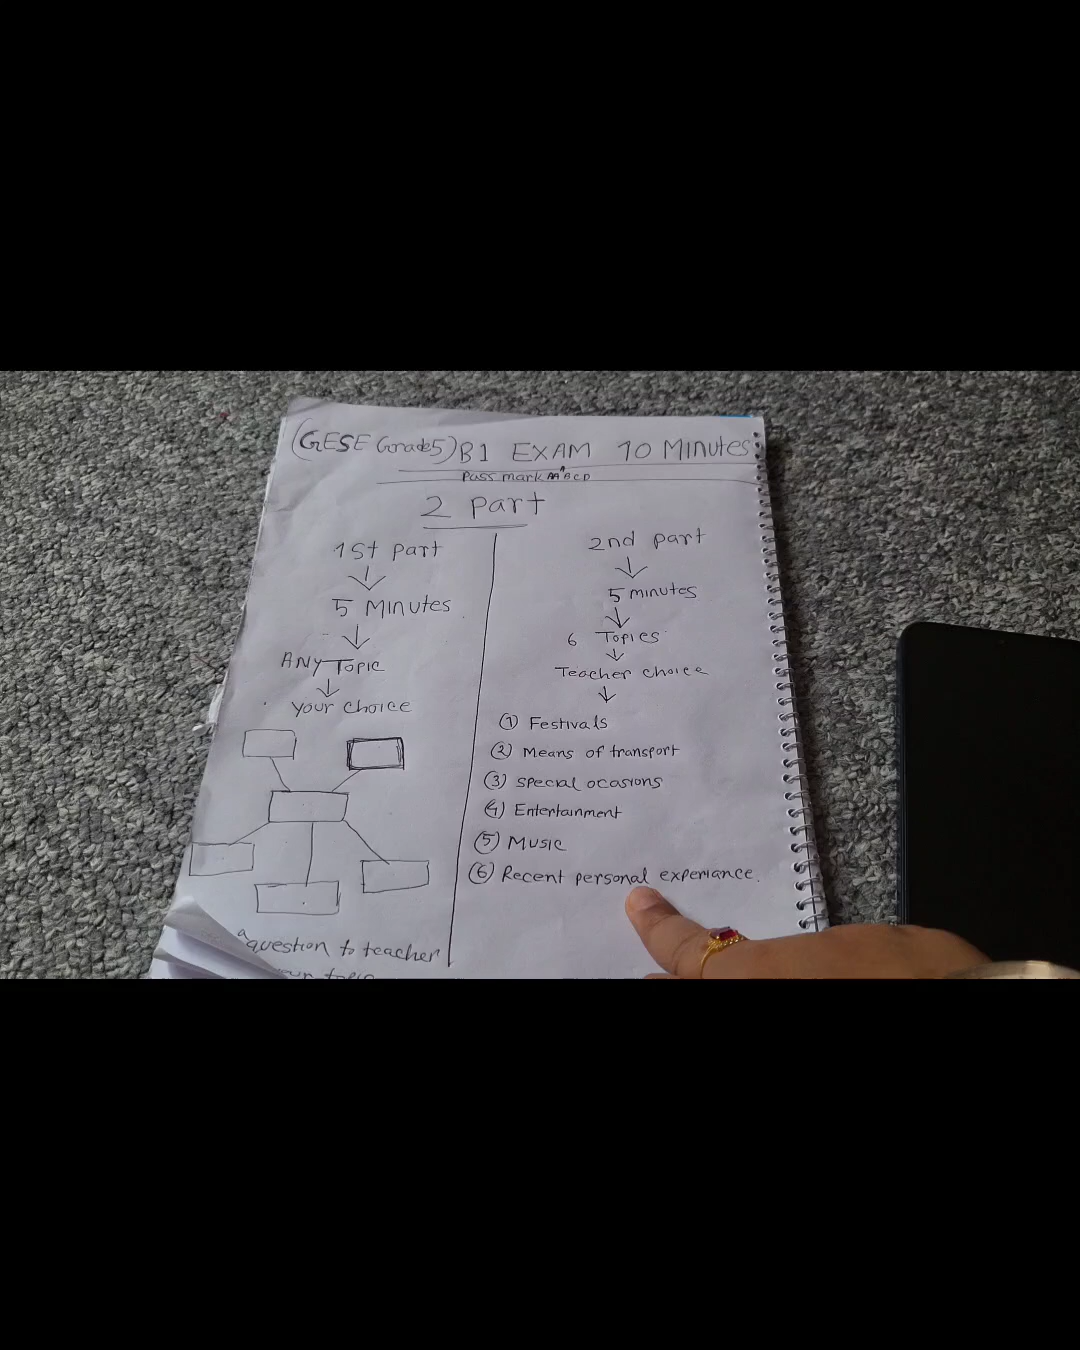 (GESE Grade5) B1 EXAM 10 Minutes
Pass mark
2 Part
1st part
5 Minutes
ANY Topic
your choice
a question to teacher
topic
2nd part
5 minutes
6 Topics
Teacher choice
① Festivals
② Means of transport
③ special ocasions
④ Entertainment
⑤ Music
⑥ Recent personal experiance.